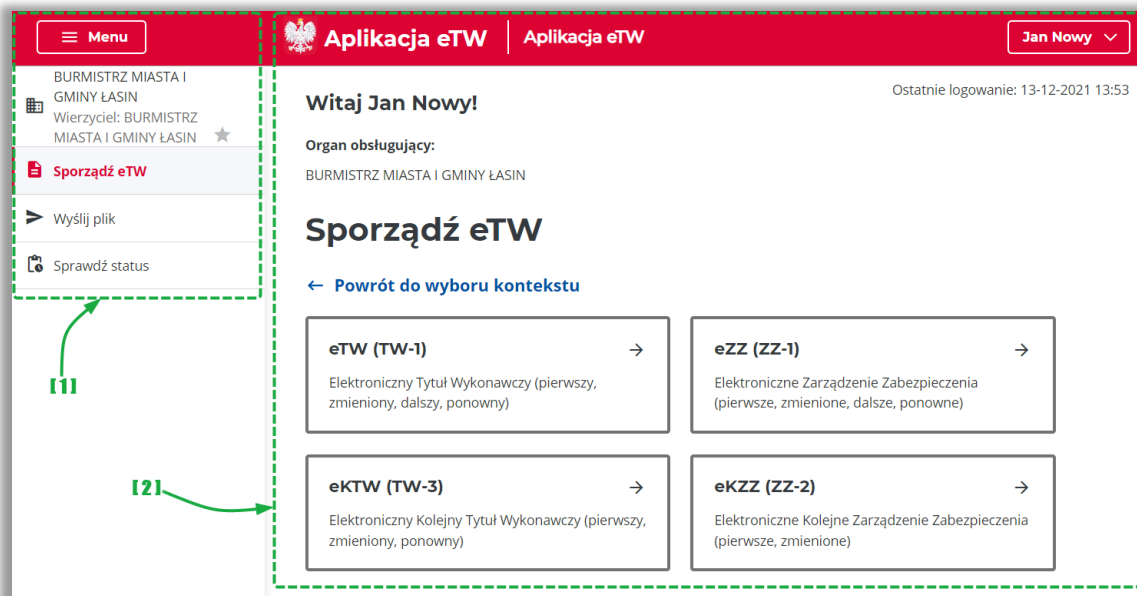 Menu
Aplikacja eTW
Aplikacja eTW
Jan Nowy
BURMISTRZ MIASTA I
GMINY ŁASIN
Wierzyciel: BURMISTRZ
MIASTA I GMINY ŁASIN
Sporządź eTW
Wyślij plik
Sprawdź status
[1]
[2]
Ostatnie logowanie: 13-12-2021 13:53
Witaj Jan Nowy!
Organ obsługujący:
BURMISTRZ MIASTA I GMINY ŁASIN
Sporządź eTW
← Powrót do wyboru kontekstu
eTW (TW-1) →
Elektroniczny Tytuł Wykonawczy (pierwszy,
zmieniony, dalszy, ponowny)
eZZ (ZZ-1) →
Elektroniczne Zarządzenie Zabezpieczenia
(pierwsze, zmienione, dalsze, ponowne)
eKTW (TW-3) →
Elektroniczny Kolejny Tytuł Wykonawczy (pierwszy,
zmieniony, ponowny)
eKZZ (ZZ-2) →
Elektroniczne Kolejne Zarządzenie Zabezpieczenia
(pierwsze, zmienione)